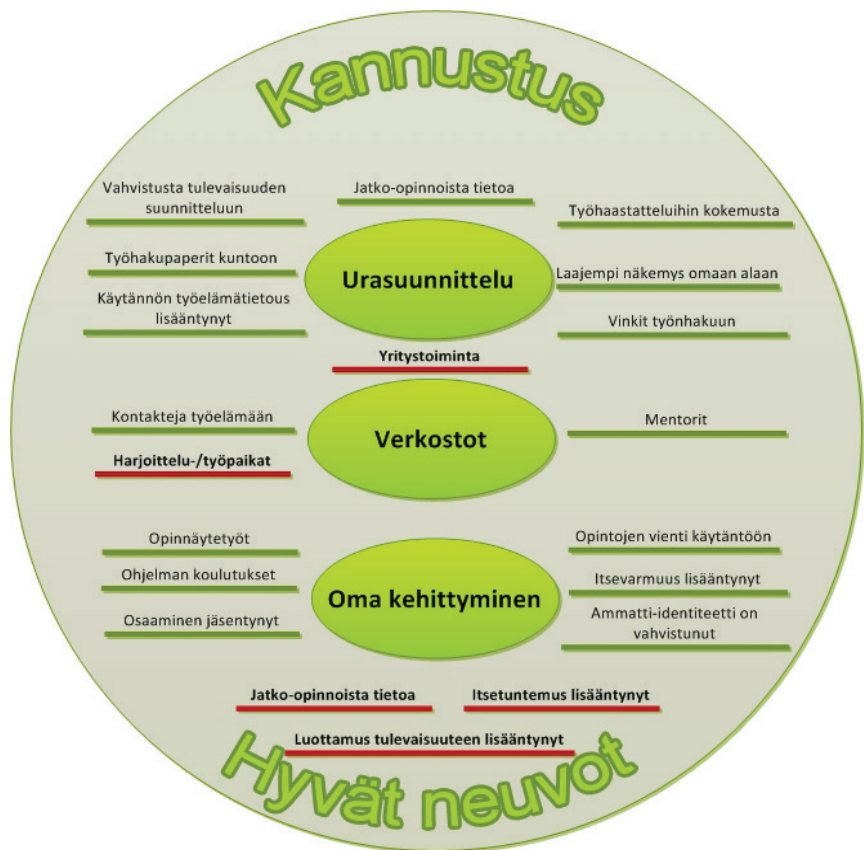 Kannustus
Vahvistusta tulevaisuuden
suunnitteluun
Jatko-opinnoista tietoa
Työhaastatteluihin kokemusta
Työhakupaperit kuntoon
Urasuunnittelu
Laajempi näkemys omaan alaan
Käytännön työelämätietous
lisääntynyt
Vinkit työnhakuun
Yritystoiminta
Kontakteja työelämään
Verkostot
Mentorit
Harjoittelu-/työpaikat
Opinnäytetyöt
Opintojen vienti käytäntöön
Ohjelman koulutukset
Oma kehittyminen
Itsevarmuus lisääntynyt
Osaaminen jäsentynyt
Ammatti-identiteetti on
vahvistunut
Jatko-opinnoista tietoa
Itsetuntemus lisääntynyt
Luottamus tulevaisuuteen lisääntynyt
Hyvät neuvot